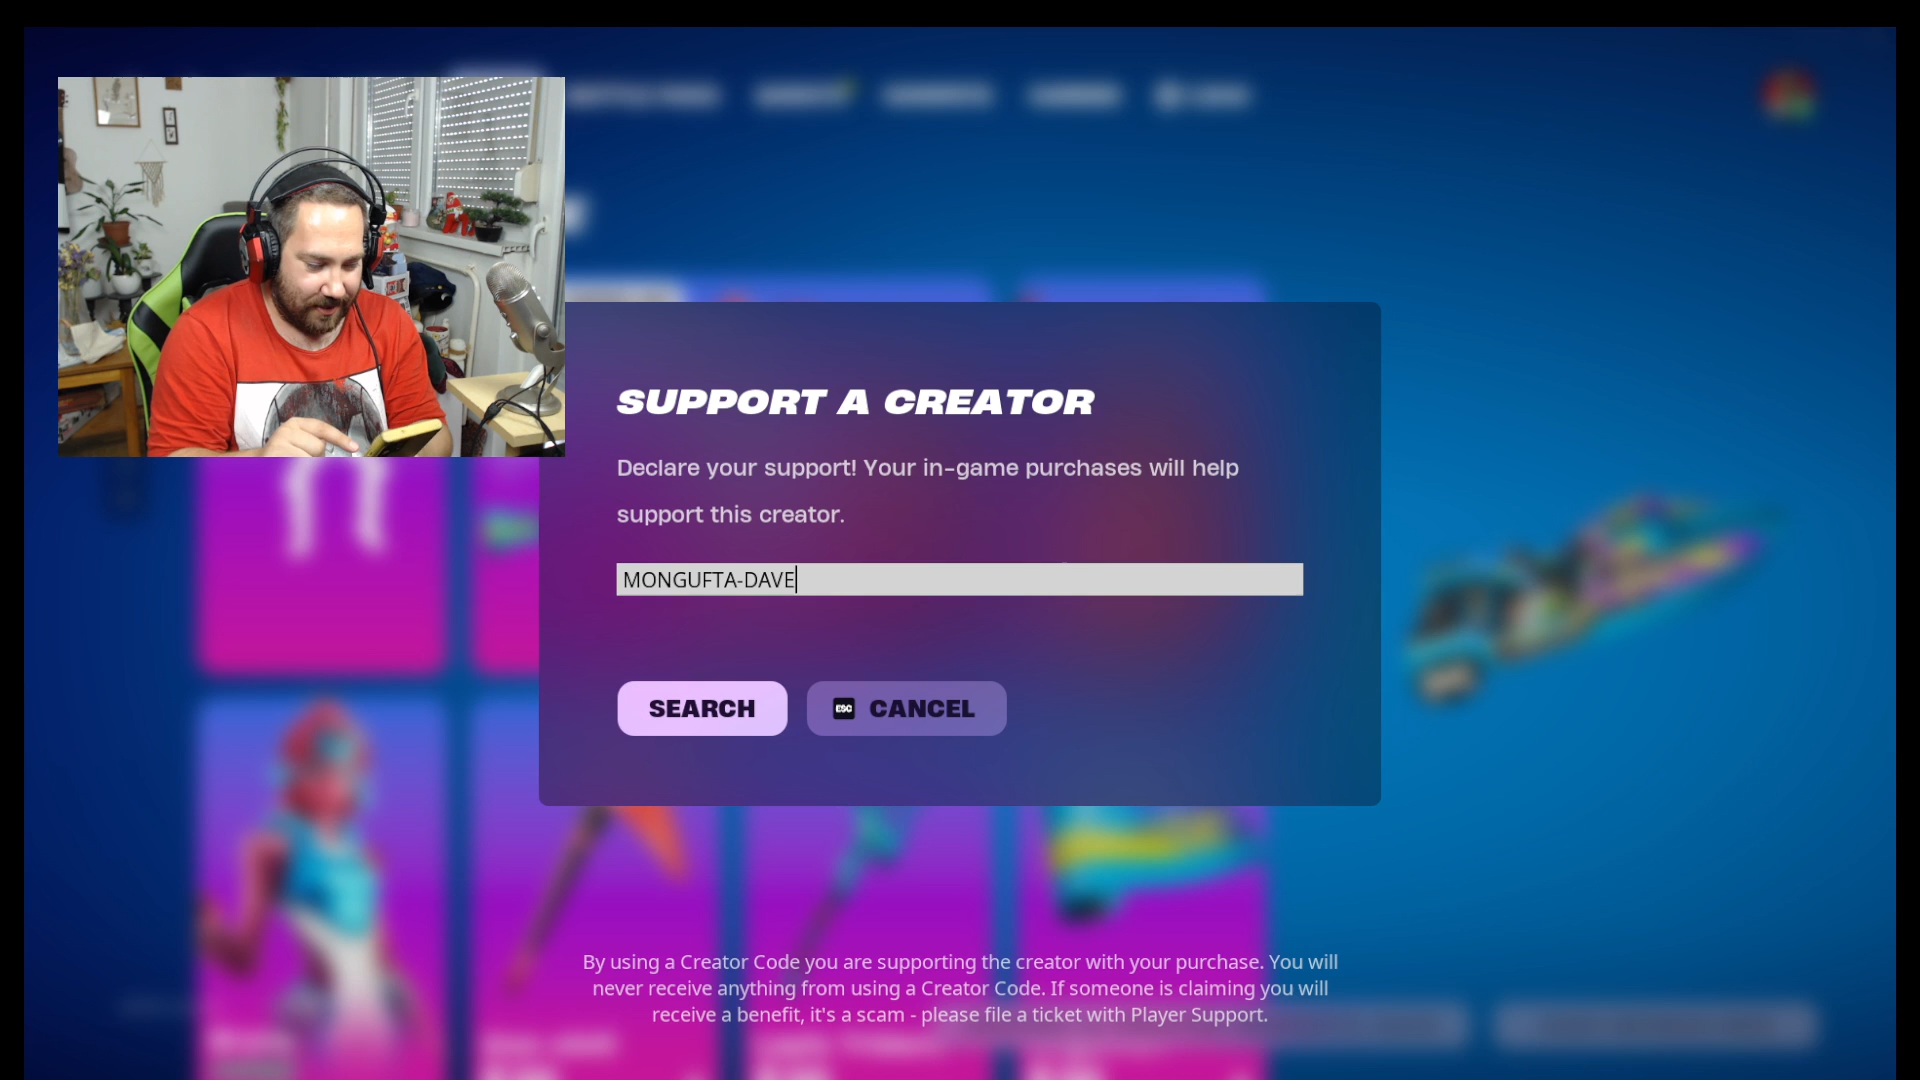 SUPPORT A CREATOR
Declare your support! Your in-game purchases will help
support this creator.
MONGUFTA-DAVE
SEARCH
ESC CANCEL
By using a Creator Code you are supporting the creator with your purchase. You will
never receive anything from using a Creator Code. If someone is claiming you will
receive a benefit, it's a scam - please file a ticket with Player Support.